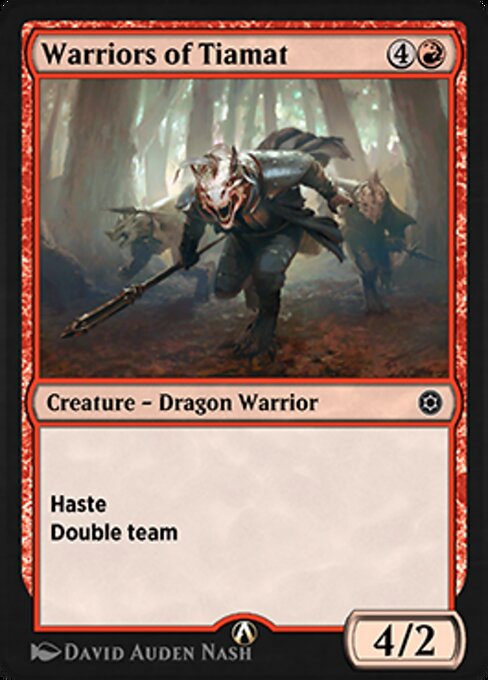 Warriors of Tiamat 4
Creature – Dragon Warrior
Haste
Double team
4/2
David Auden Nash